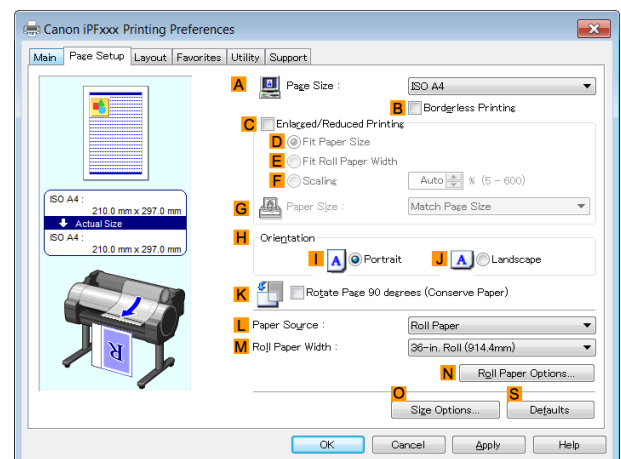 Canon iPFxxx Printing Preferences
Main Page Setup Layout Favorites Utility Support
A Page Size : ISO A4
B Borderless Printing
C Enlarged/Reduced Printing
D Fit Paper Size
E Fit Roll Paper Width
F Scaling Auto % (5 - 600)
G Paper Size : Match Page Size
ISO A4 :
210.0 mm x 297.0 mm
Actual Size
ISO A4 :
210.0 mm x 297.0 mm
H Orientation
I A Portrait J A Landscape
K Rotate Page 90 degrees (Conserve Paper)
L Paper Source : Roll Paper
M Roll Paper Width : 36-in. Roll (914.4mm)
R
N Roll Paper Options...
O S
Size Options... Defaults
OK Cancel Apply Help